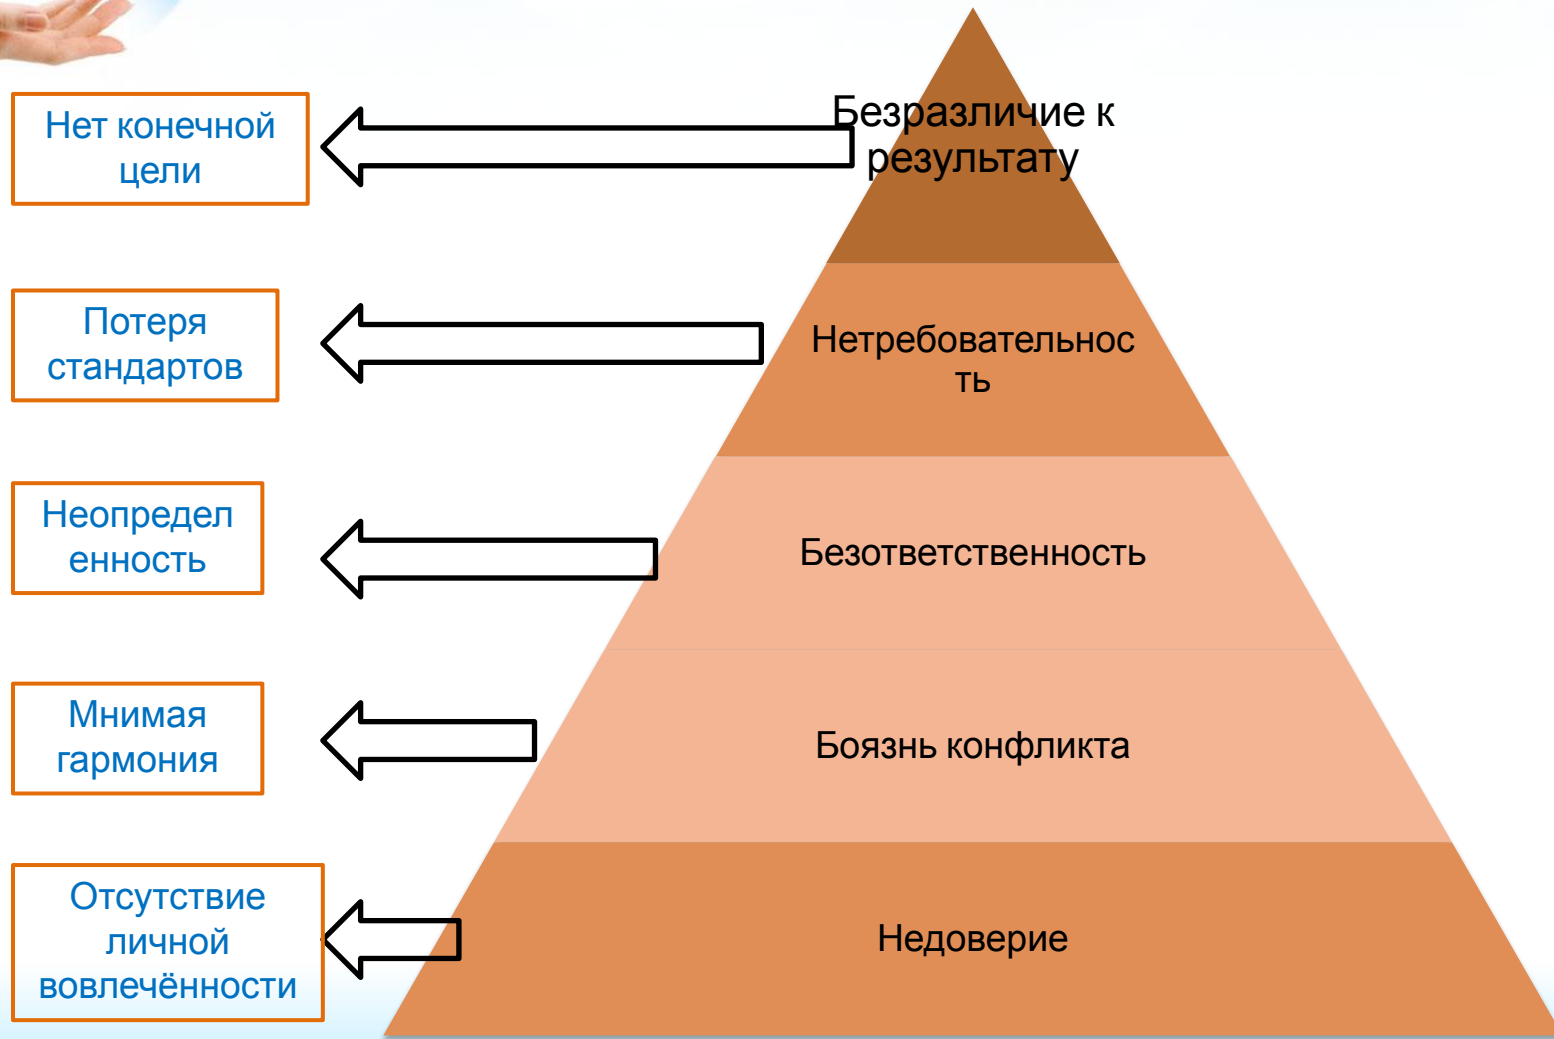 Нет конечной
цели
Безразличие к
результату
Потеря
стандартов
Нетребовательнос
ть
Неопредел
енность
Безответственность
Мнимая
гармония
Боязнь конфликта
Отсутствие
личной
вовлечённости
Недоверие